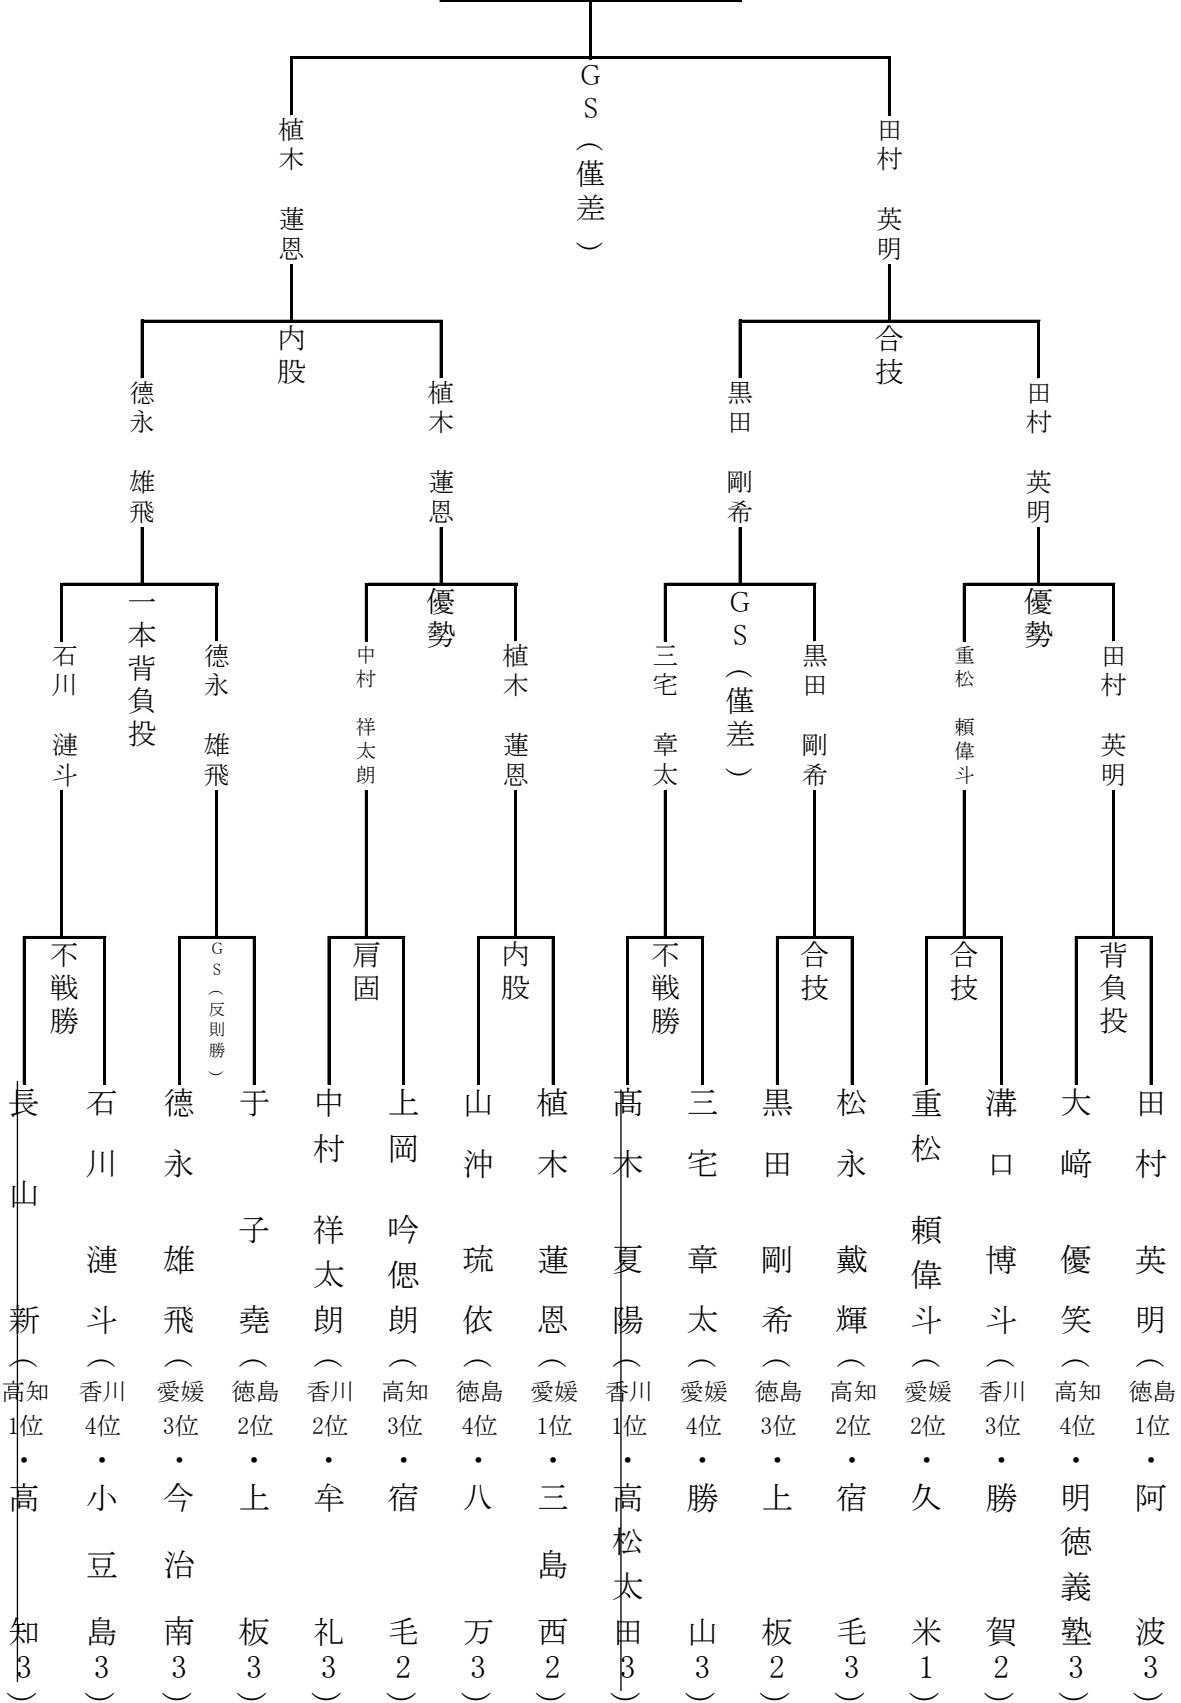 GS（僅差）
植木 蓮恩
田村 英明
内股
合技
德永 雄飛
植木 蓮恩
黒田 剛希
田村 英明
一本背負投
優勢
GS（僅差）
優勢
石川 漣斗
德永 雄飛
中村 祥太朗
植木 蓮恩
三宅 章太
黒田 剛希
重松 頼偉斗
田村 英明
不戦勝
GS（反則勝）
肩固
内股
不戦勝
合技
合技
背負投
長山 新（高知1位・高知3）
石川 漣斗（香川4位・小豆島3）
德永 雄飛（愛媛3位・今治南3）
于 子堯（徳島2位・上板3）
中村 祥太朗（香川2位・牟礼3）
上岡 吟偲朗（高知3位・宿毛2）
山沖 琉依（徳島4位・八万3）
植木 蓮恩（愛媛1位・三島西2）
髙木 夏陽（香川1位・高松太田3）
三宅 章太（愛媛4位・勝山3）
黒田 剛希（徳島3位・上板2）
松永 戴輝（高知2位・宿毛3）
重松 頼偉斗（愛媛2位・久米1）
溝口 博斗（香川3位・勝賀2）
大﨑 優笑（高知4位・明徳義塾3）
田村 英明（徳島1位・阿波3）